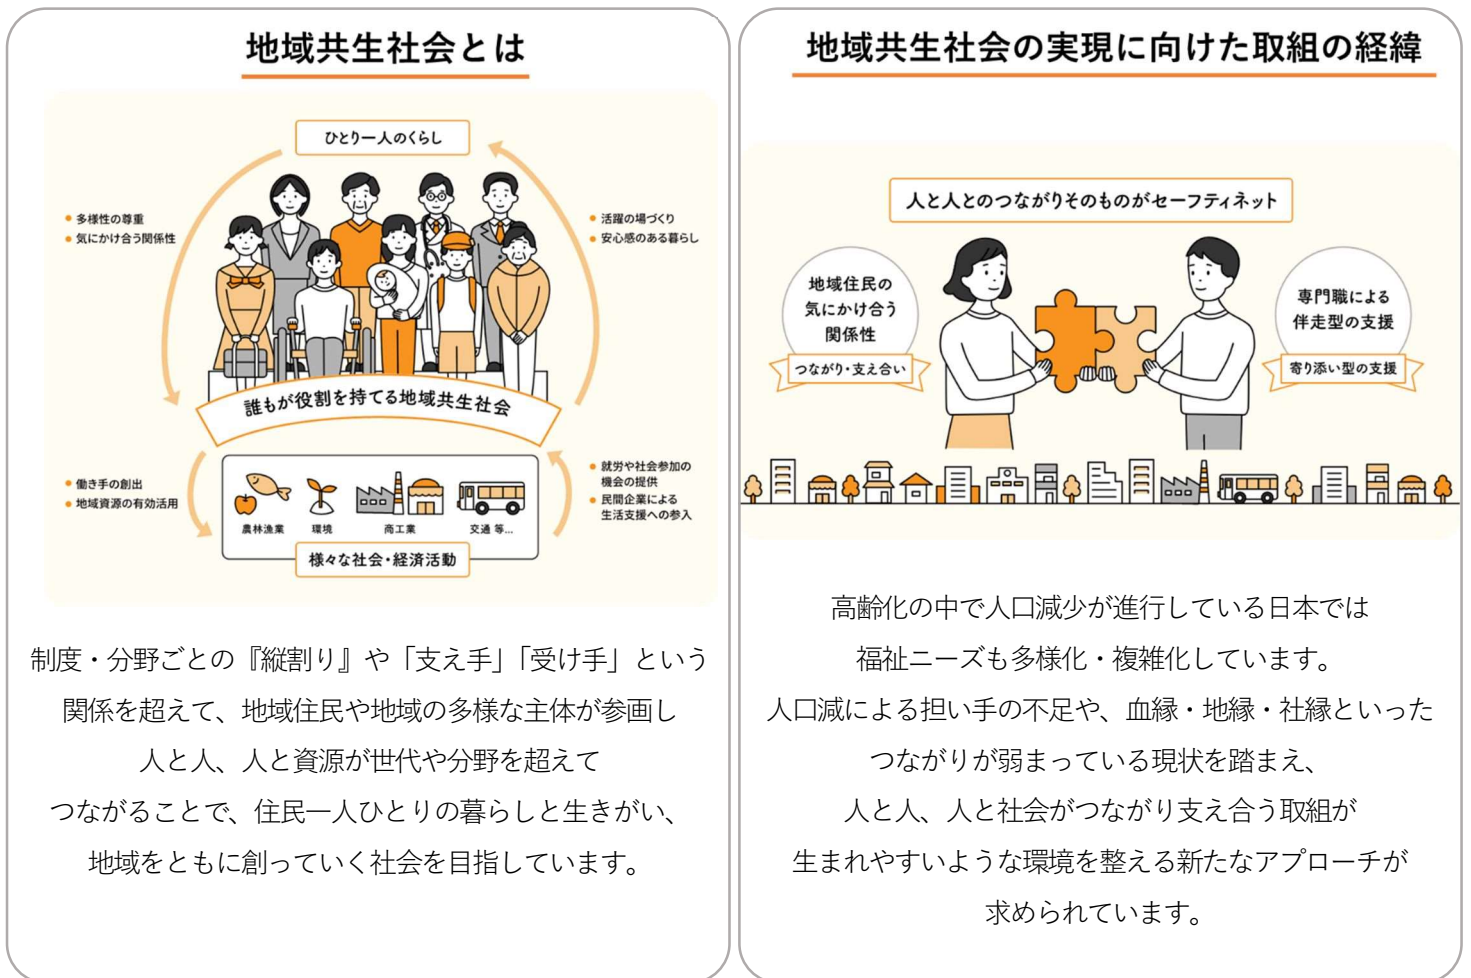 地域共生社会とは
ひとり一人のくらし
● 多様性の尊重
● 気にかけ合う関係性
● 活躍の場づくり
● 安心感のある暮らし
誰もが役割を持てる地域共生社会
● 働き手の創出
● 地域資源の有効活用
● 就労や社会参加の
機会の提供
● 民間企業による
生活支援への参入
農林漁業 環境 商工業 交通 等...
様々な社会・経済活動
制度・分野ごとの『縦割り』や「支え手」「受け手」という
関係を超えて、地域住民や地域の多様な主体が参画し
人と人、人と資源が世代や分野を超えて
つながることで、住民一人ひとりの暮らしと生きがい、
地域をともに創っていく社会を目指しています。
地域共生社会の実現に向けた取組の経緯
人と人とのつながりそのものがセーフティネット
地域住民の
気にかけ合う
関係性
つながり・支え合い
専門職による
伴走型の支援
寄り添い型の支援
高齢化の中で人口減少が進行している日本では
福祉ニーズも多様化・複雑化しています。
人口減による担い手の不足や、血縁・地縁・社縁といった
つながりが弱まっている現状を踏まえ、
人と人、人と社会がつながり支え合う取組が
生まれやすいような環境を整える新たなアプローチが
求められています。